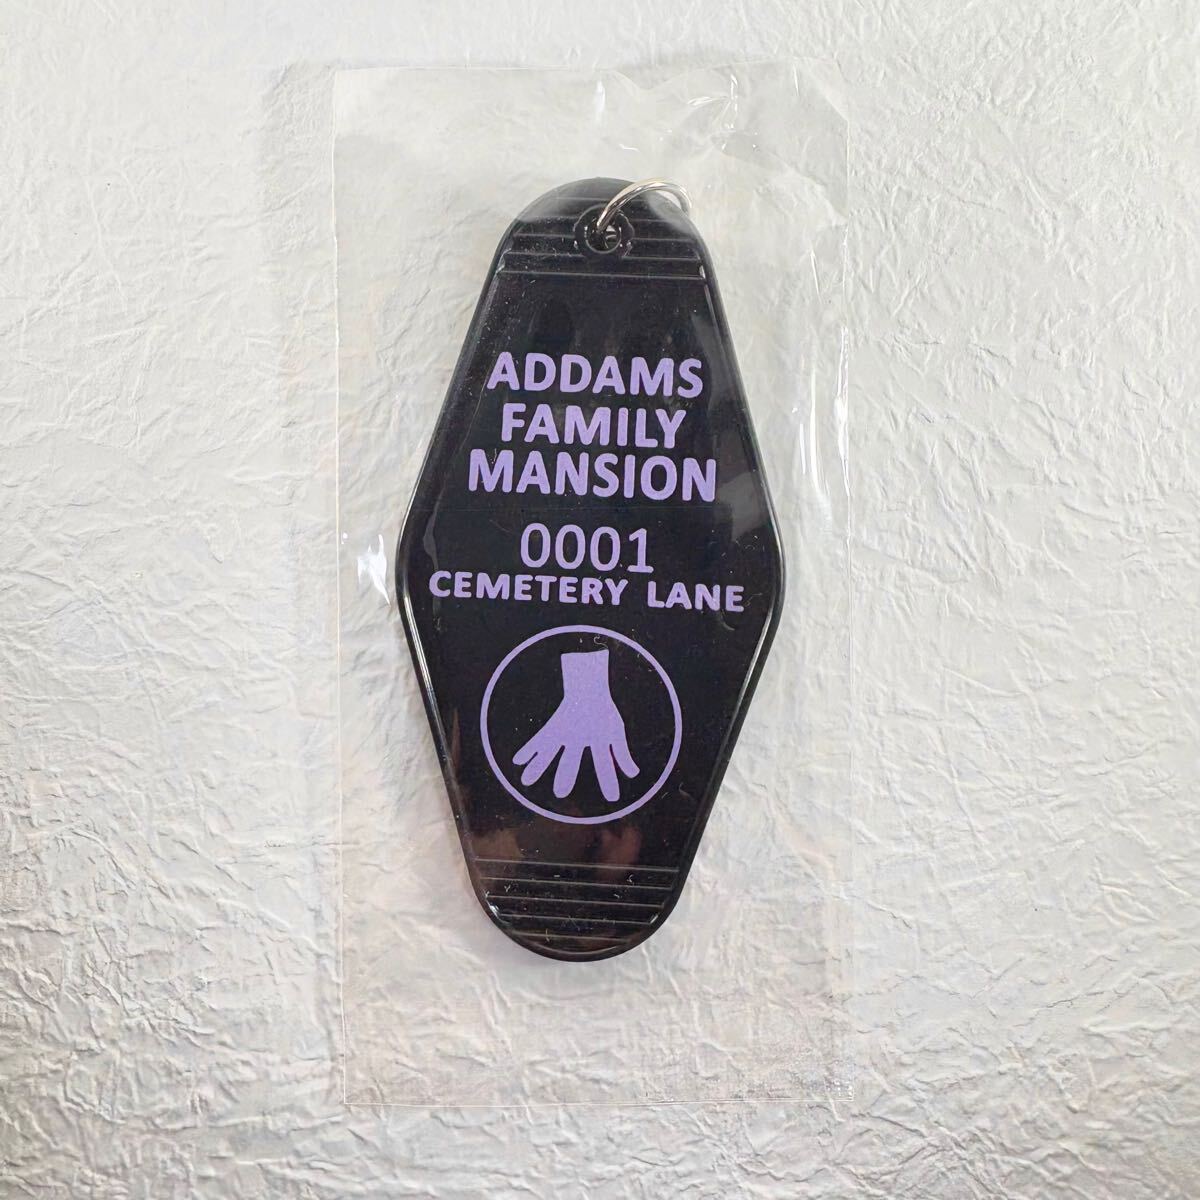 ADDAMS
FAMILY
MANSION
0001
CEMETERY LANE